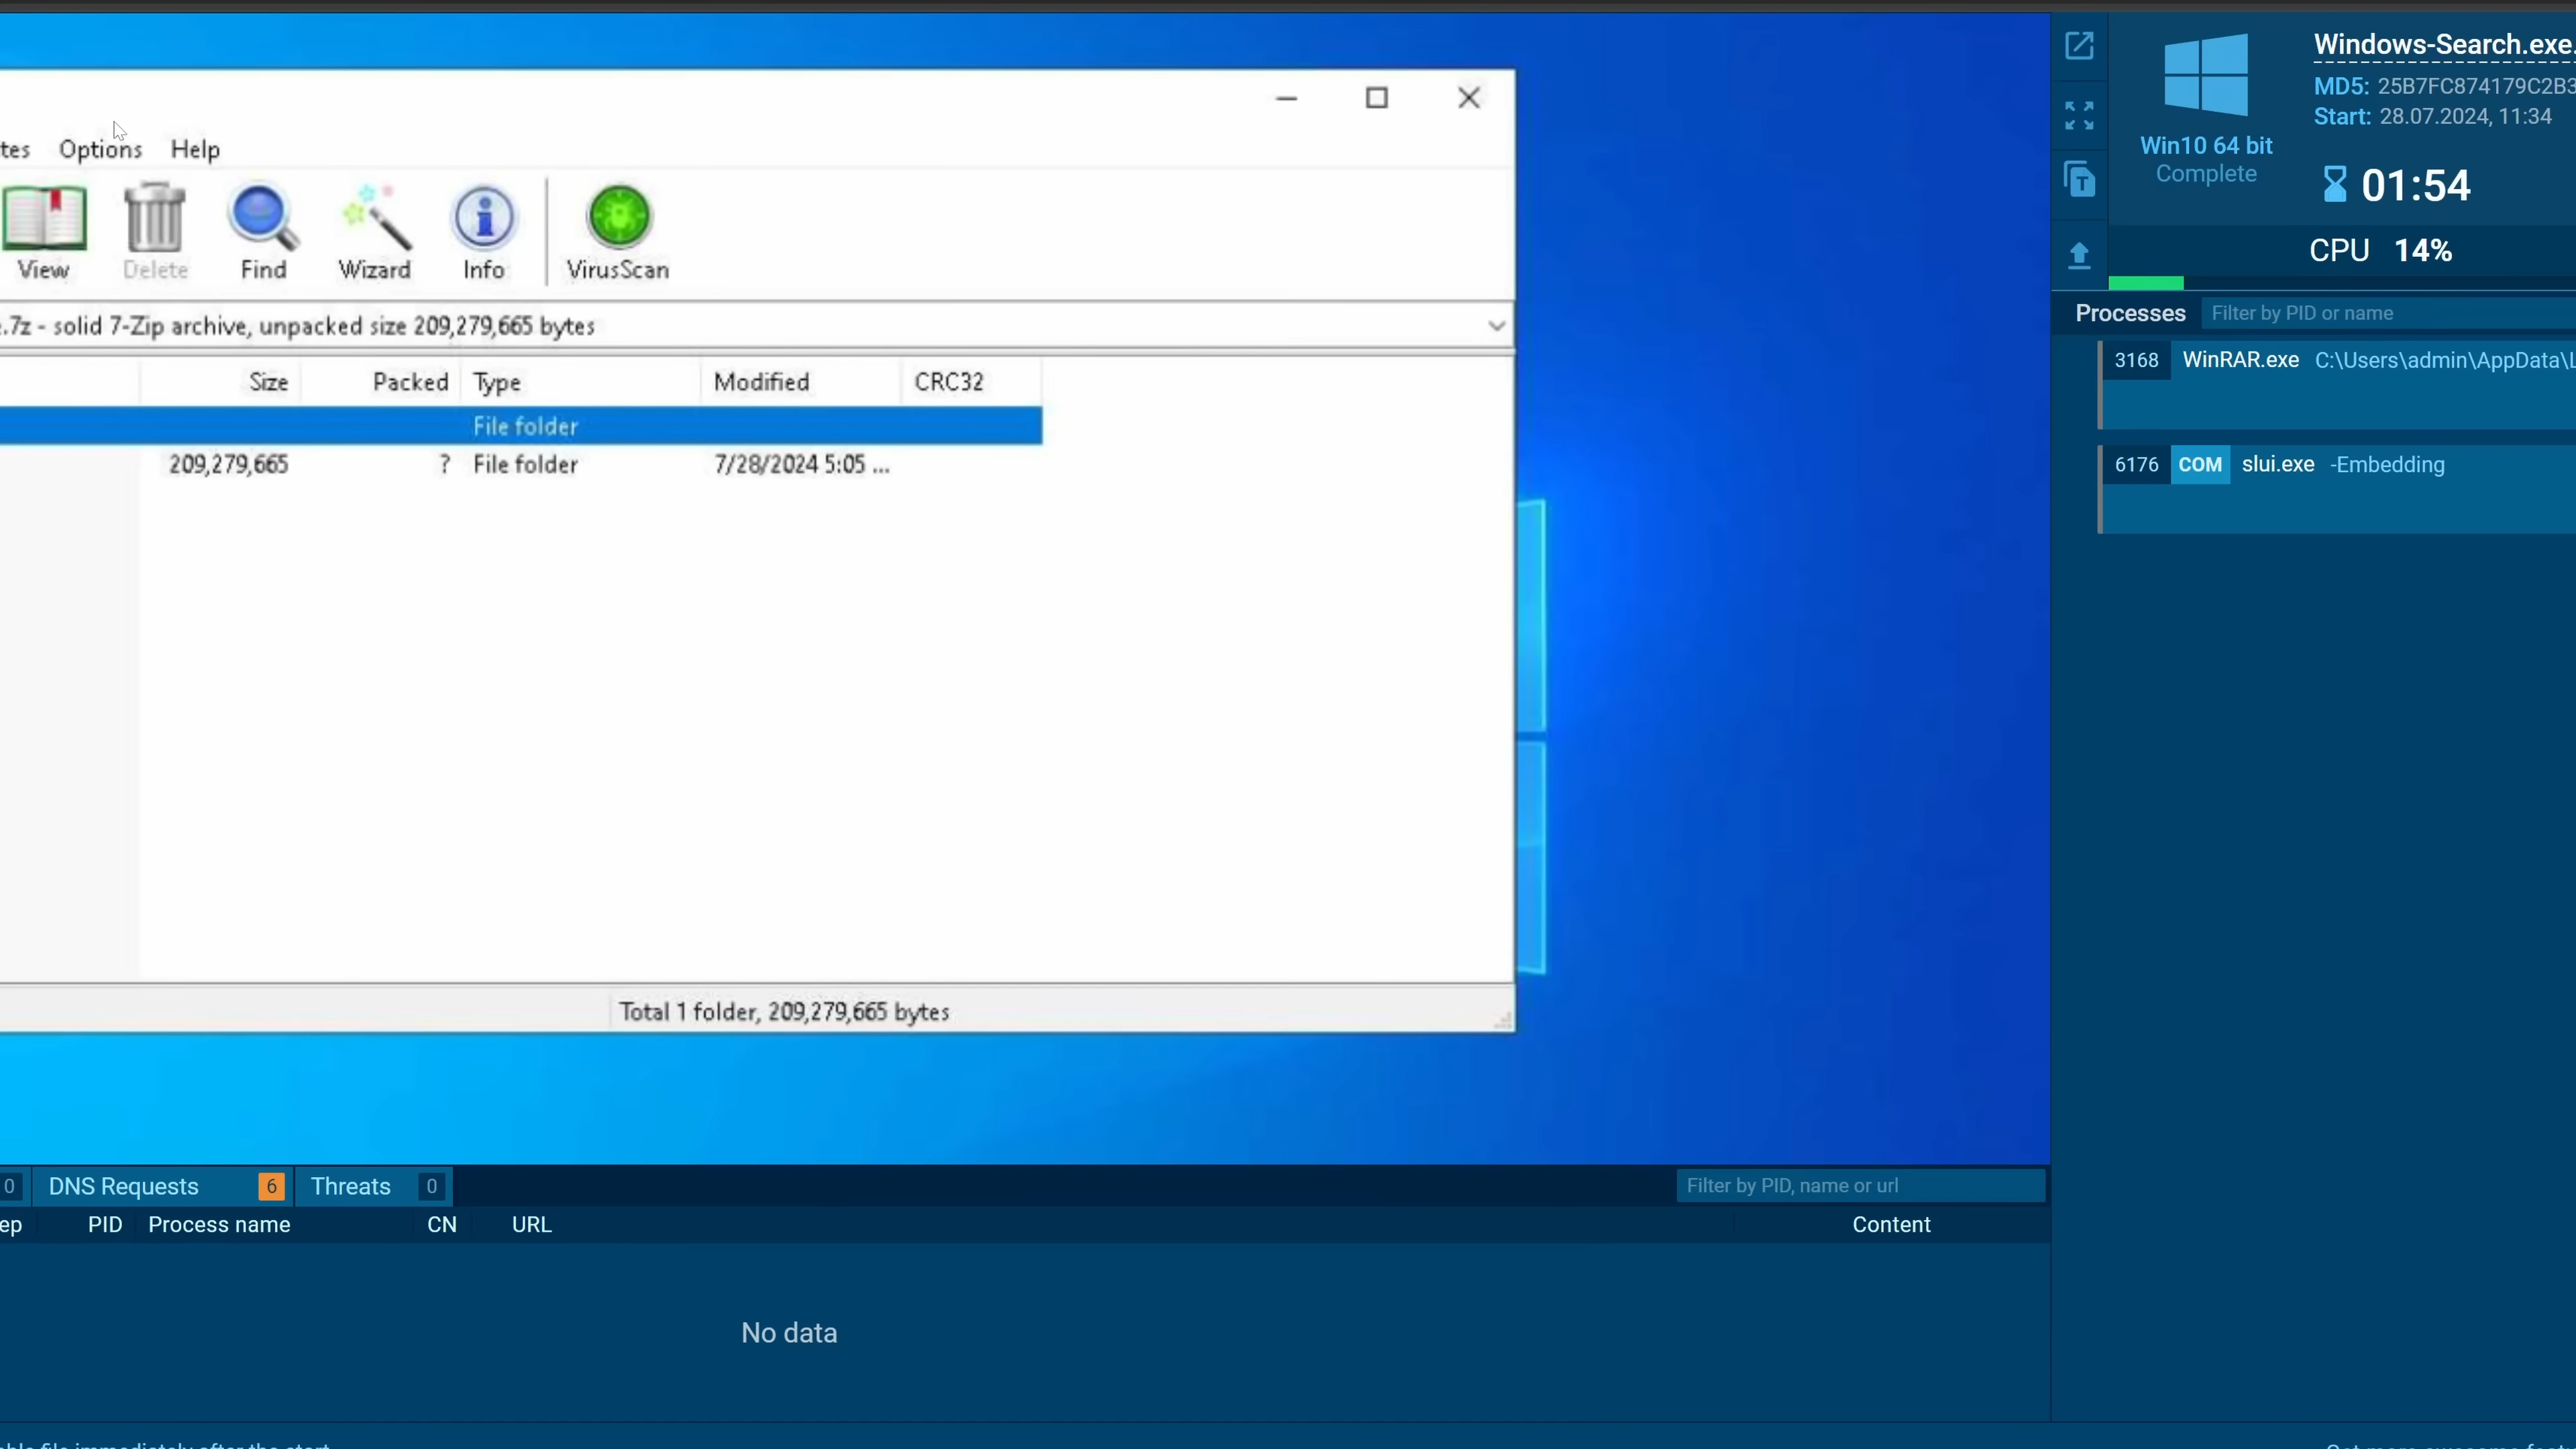 Windows-Search.exe.
MD5: 25B7FC874179C2B3
Start: 28.07.2024, 11:34
Win10 64 bit
Complete
01:54
CPU 14%
tes Options Help
View Delete Find Wizard Info VirusScan
.7z - solid 7-Zip archive, unpacked size 209,279,665 bytes
Size Packed Type Modified CRC32
File folder
209,279,665 ? File folder 7/28/2024 5:05 ...
Total 1 folder, 209,279,665 bytes
Processes Filter by PID or name
3168 WinRAR.exe C:\Users\admin\AppData\L
6176 COM slui.exe -Embedding
0 DNS Requests 6 Threats 0 Filter by PID, name or url
ep PID Process name CN URL Content
No data